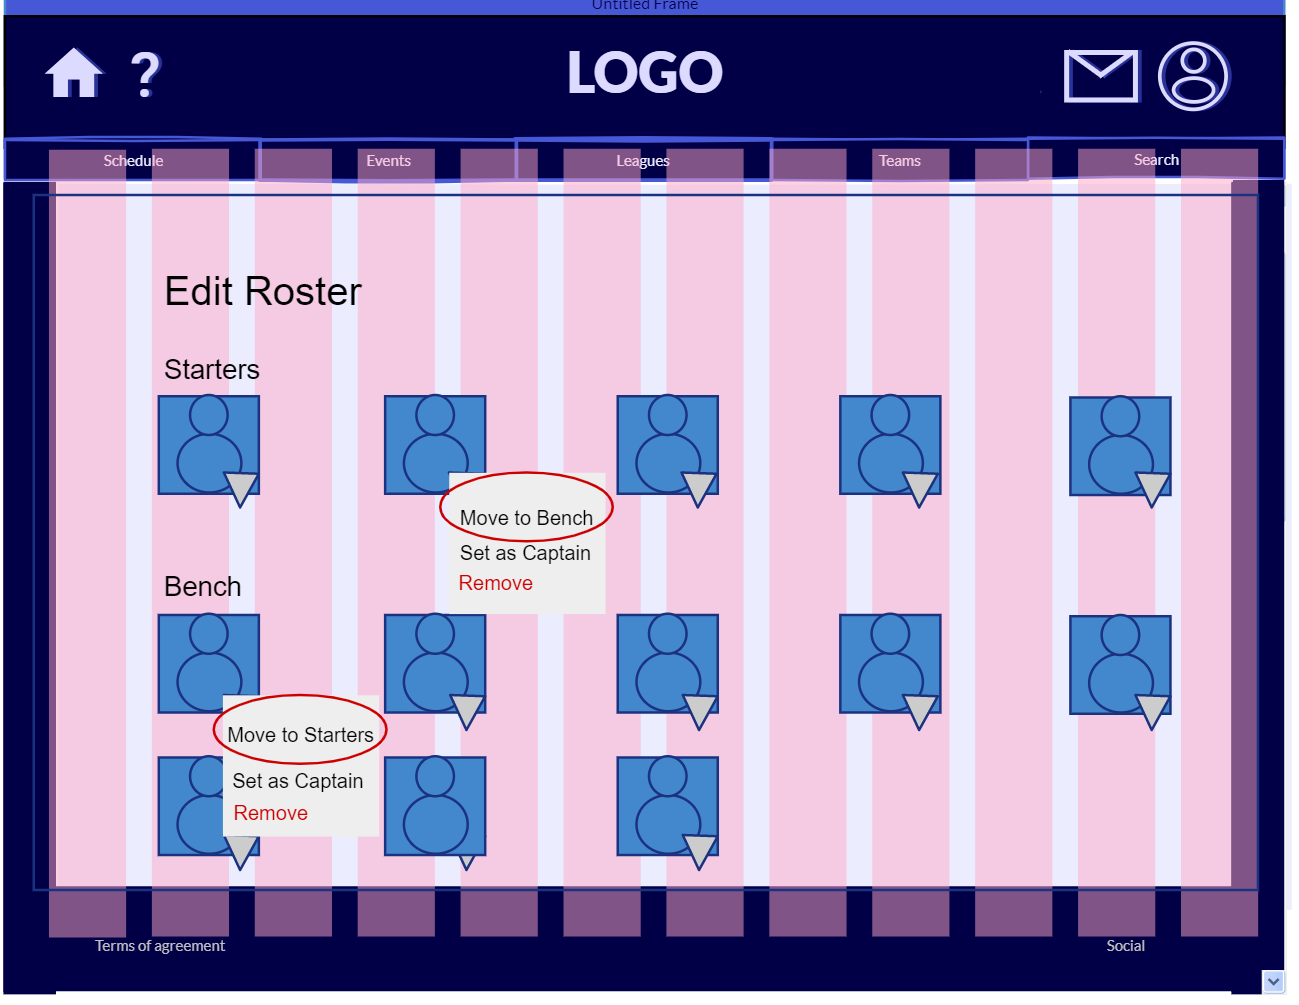 Untitled Frame
?
LOGO
Schedule
Events
Leagues
Teams
Search
Edit Roster
Starters
Move to Bench
Set as Captain
Remove
Bench
Move to Starters
Set as Captain
Remove
Terms of agreement
Social